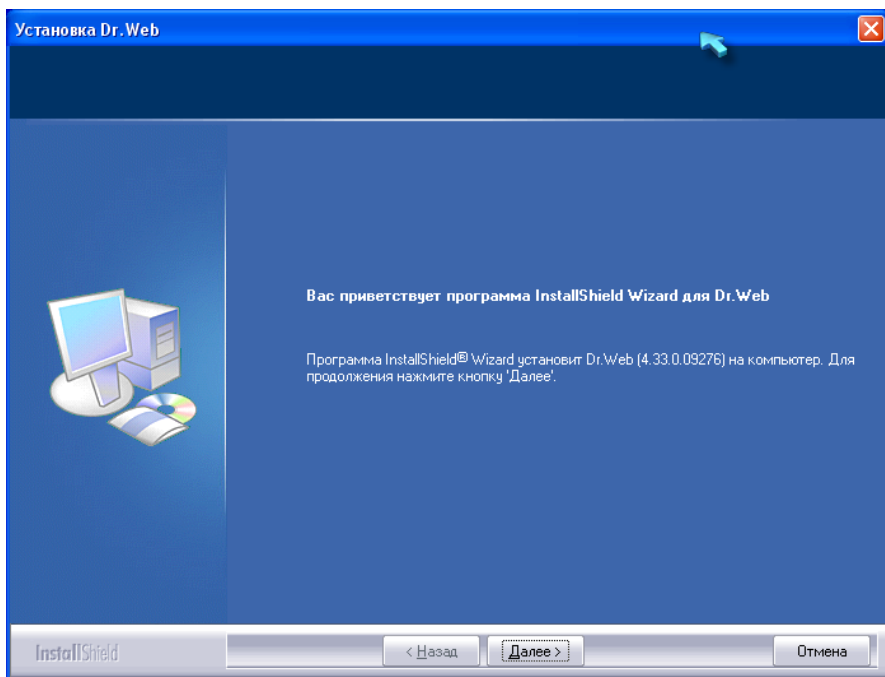 Установка Dr.Web
Вас приветствует программа InstallShield Wizard для Dr.Web
Программа InstallShield® Wizard установит Dr.Web (4.33.0.09276) на компьютер. Для
продолжения нажмите кнопку 'Далее'.
InstallShield
< Назад
Далее >
Отмена